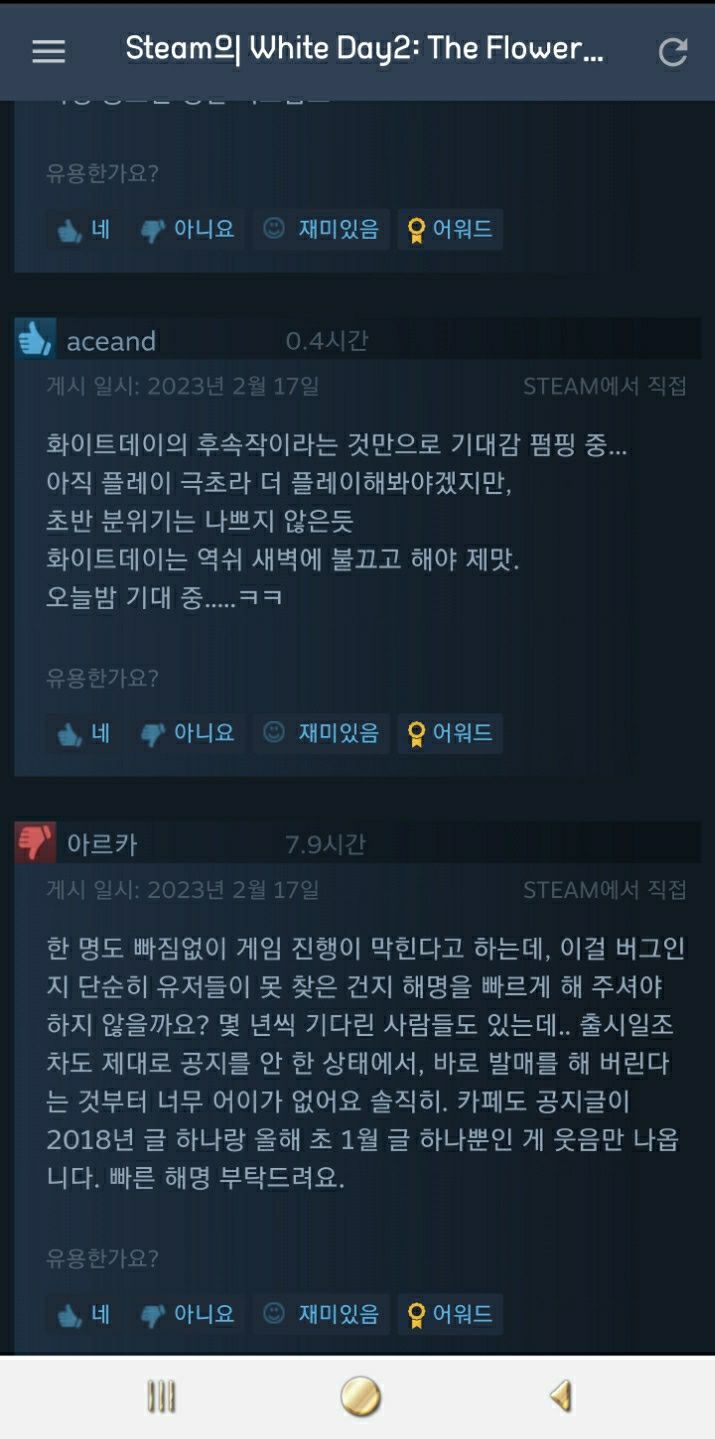 Steam의 White Day2: The Flower...
유용한가요?
네 아니요 재미있음 어워드
aceand 0.4시간
게시 일시: 2023년 2월 17일 STEAM에서 직접
화이트데이의 후속작이라는 것만으로 기대감 펌핑 중...
아직 플레이 극초라 더 플레이해봐야겠지만,
초반 분위기는 나쁘지 않은듯
화이트데이는 역쉬 새벽에 불끄고 해야 제맛.
오늘밤 기대 중.....ㅋㅋ
유용한가요?
네 아니요 재미있음 어워드
아르카 7.9시간
게시 일시: 2023년 2월 17일 STEAM에서 직접
한 명도 빠짐없이 게임 진행이 막힌다고 하는데, 이걸 버그인
지 단순히 유저들이 못 찾은 건지 해명을 빠르게 해 주셔야
하지 않을까요? 몇 년씩 기다린 사람들도 있는데.. 출시일조
차도 제대로 공지를 안 한 상태에서, 바로 발매를 해 버린다
는 것부터 너무 어이가 없어요 솔직히. 카페도 공지글이
2018년 글 하나랑 올해 초 1월 글 하나뿐인 게 웃음만 나옵
니다. 빠른 해명 부탁드려요.
유용한가요?
네 아니요 재미있음 어워드